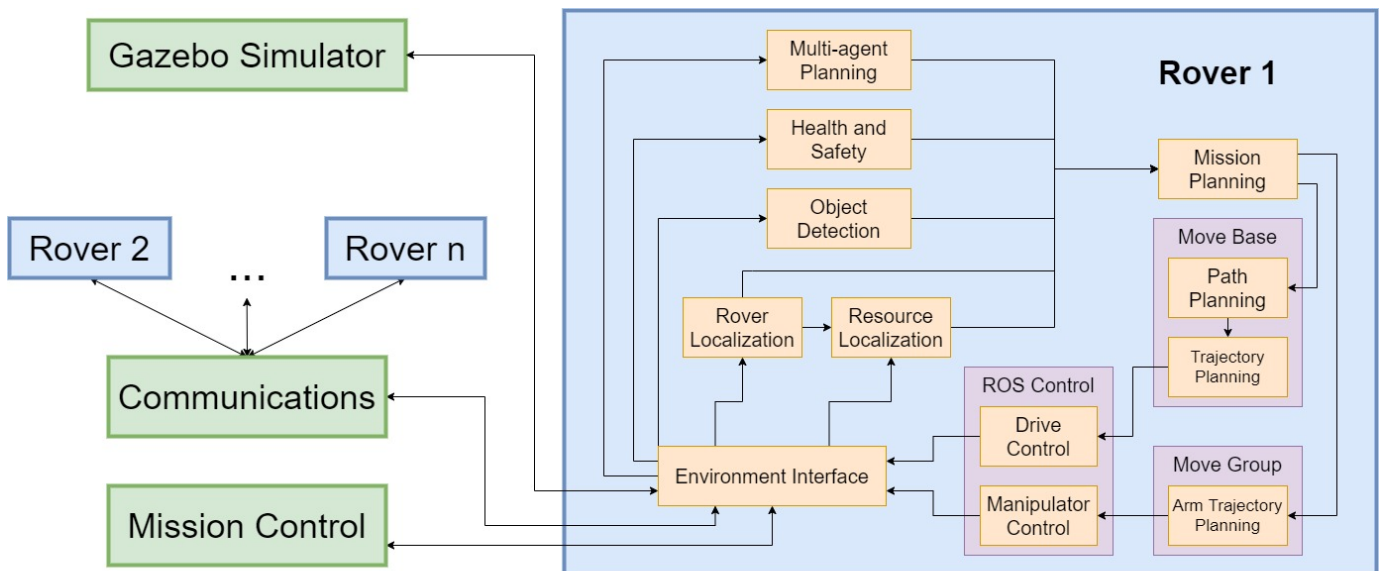 Gazebo Simulator
Rover 2
...
Rover n
Communications
Mission Control
Rover 1
Multi-agent
Planning
Health and
Safety
Object
Detection
Rover
Localization
Resource
Localization
Environment Interface
Mission
Planning
Move Base
Path
Planning
Trajectory
Planning
ROS Control
Drive
Control
Manipulator
Control
Move Group
Arm Trajectory
Planning